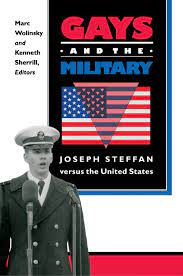 Marc
Wolinsky
and
Kenneth
Sherrill,
Editors
GAYS
AND THE
MILITARY
JOSEPH STEFFAN
versus the United States